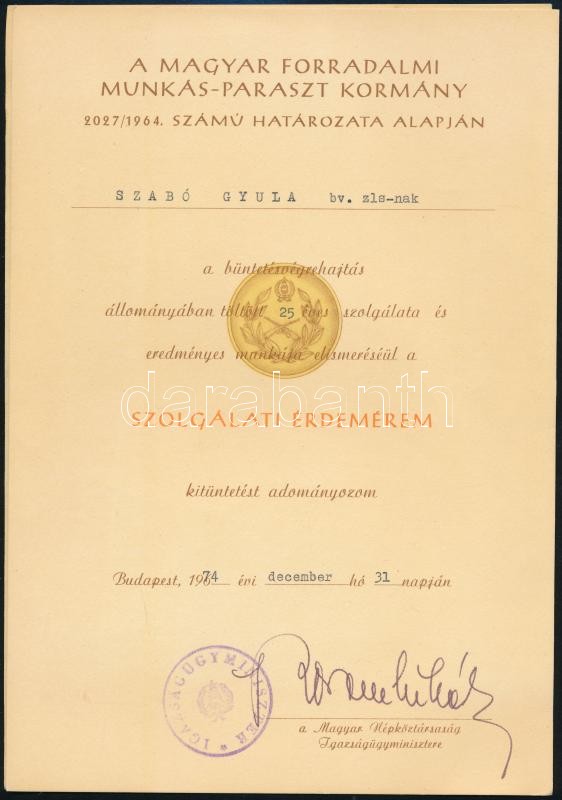 A MAGYAR FORRADALMI
MUNKÁS-PARASZT KORMÁNY
2027/1964. SZÁMÚ HATÁROZATA ALAPJÁN
SZABÓ GYULA bv. zls-nak
a büntetésvégrehajtás
állományában töltött 25 éves szolgálata és
eredményes munkája elismeréséül a
darabanth
SZOLGÁLATI ÉRDEMÉREM
kitüntetést adományozom
Budapest, 1974 évi december hó 31 napján
IGAZSÁGÜGYMINISZTER *
a Magyar Népköztársaság
Igazságügyminisztere